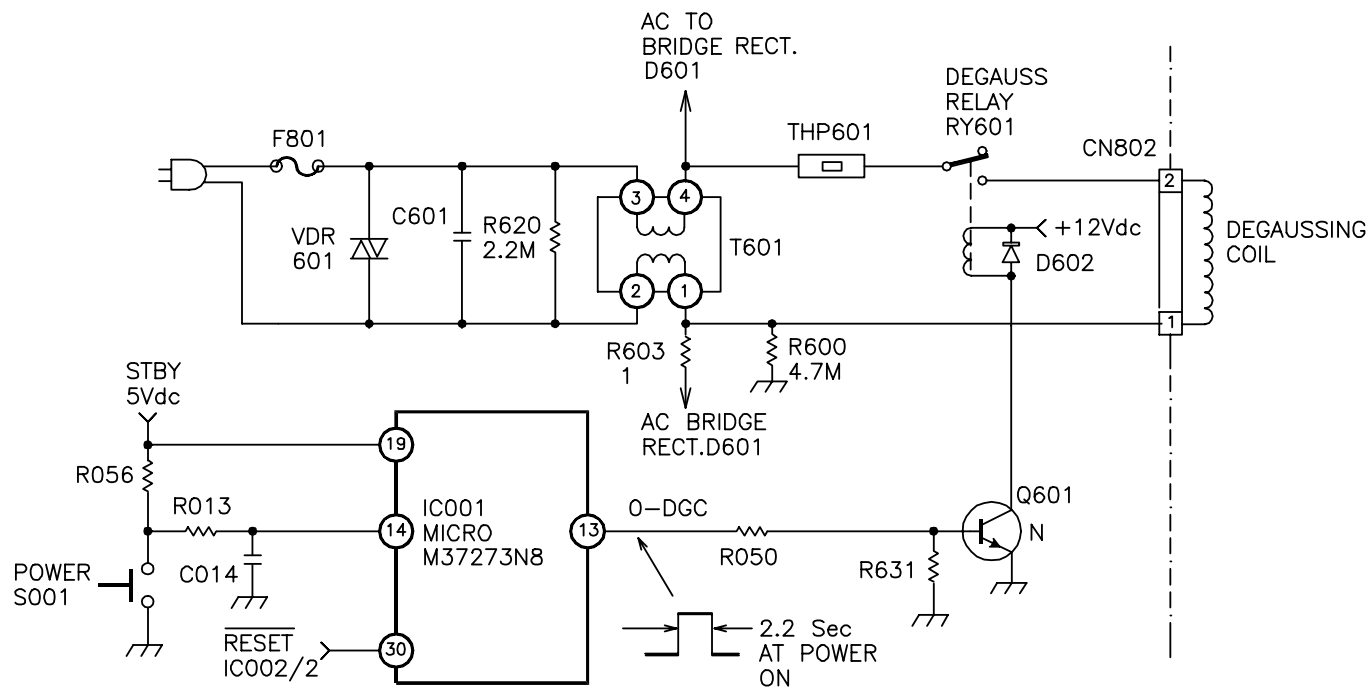 AC TO
BRIDGE RECT.
D601
DEGAUSS
RELAY
RY601
F801
THP601
CN802
3
4
2
VDR
601
C601
R620
2.2M
T601
+12Vdc
D602
DEGAUSSING
COIL
2
1
1
R603
1
R600
4.7M
STBY
5Vdc
AC BRIDGE
RECT.D601
19
R056
R013
IC001
MICRO
M37273N8
14
13
O-DGC
Q601
N
R050
C014
R631
POWER
S001
RESET
IC002/2
30
2.2 Sec
AT POWER
ON